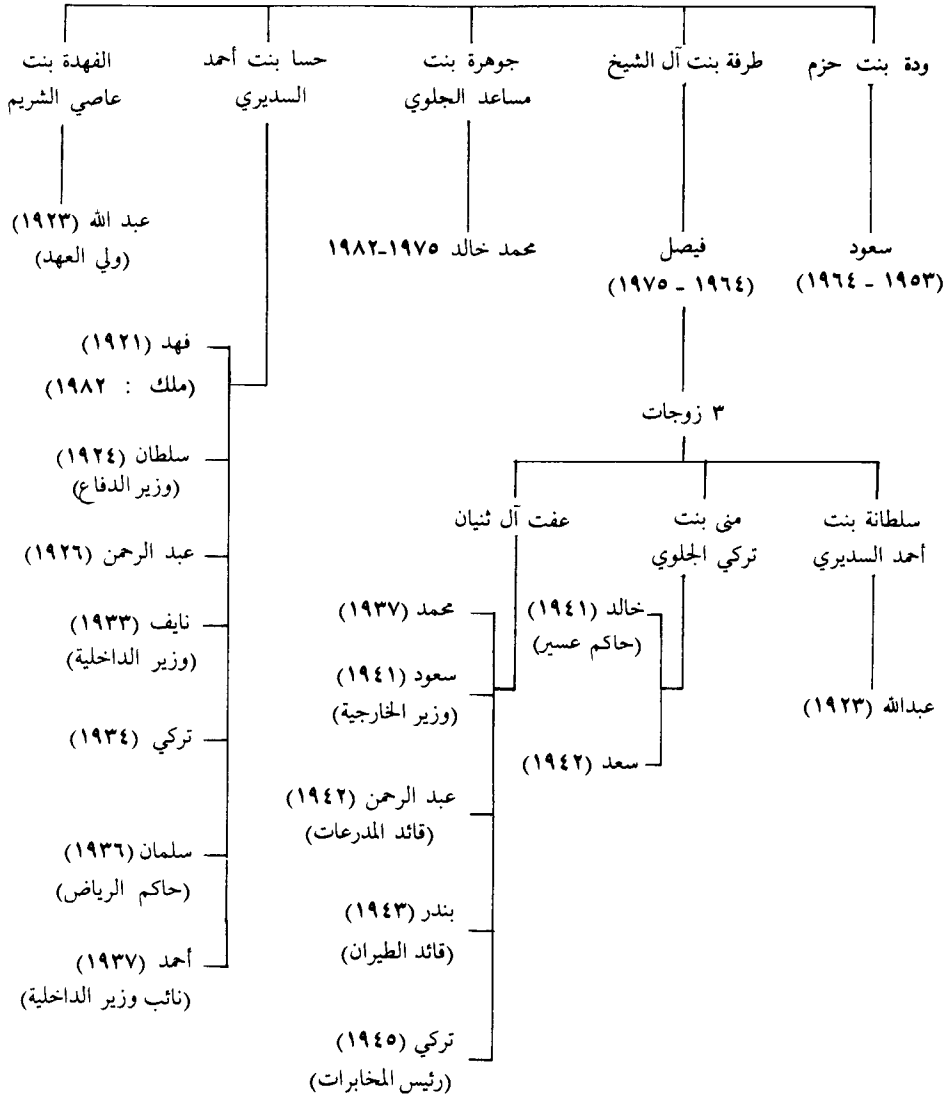 ودة بنت حزم
طرفة بنت آل الشيخ
جوهرة بنت
مساعد الجلوي
حسا بنت أحمد
السديري
الفهدة بنت
عاصي الشريم
سعود
(١٩٥٣ ـ ١٩٦٤)
فيصل
(١٩٦٤ ـ ١٩٧٥)
محمد خالد ١٩٧٥ـ١٩٨٢
عبد الله (١٩٢٣)
(ولي العهد)
فهد (١٩٢١)
(ملك : ١٩٨٢)
سلطان (١٩٢٤)
(وزير الدفاع)
عبد الرحمن (١٩٢٦)
نايف (١٩٣٣)
(وزير الداخلية)
تركي (١٩٣٤)
سلمان (١٩٣٦)
(حاكم الرياض)
أحمد (١٩٣٧)
(نائب وزير الداخلية)
٣ زوجات
سلطانة بنت
أحمد السديري
منى بنت
تركي الجلوي
عفت آل ثنيان
عبدالله (١٩٢٣)
خالد (١٩٤١)
(حاكم عسير)
سعد (١٩٤٢)
محمد (١٩٣٧)
سعود (١٩٤١)
(وزير الخارجية)
عبد الرحمن (١٩٤٢)
(قائد المدرعات)
بندر (١٩٤٣)
(قائد الطيران)
تركي (١٩٤٥)
(رئيس المخابرات)